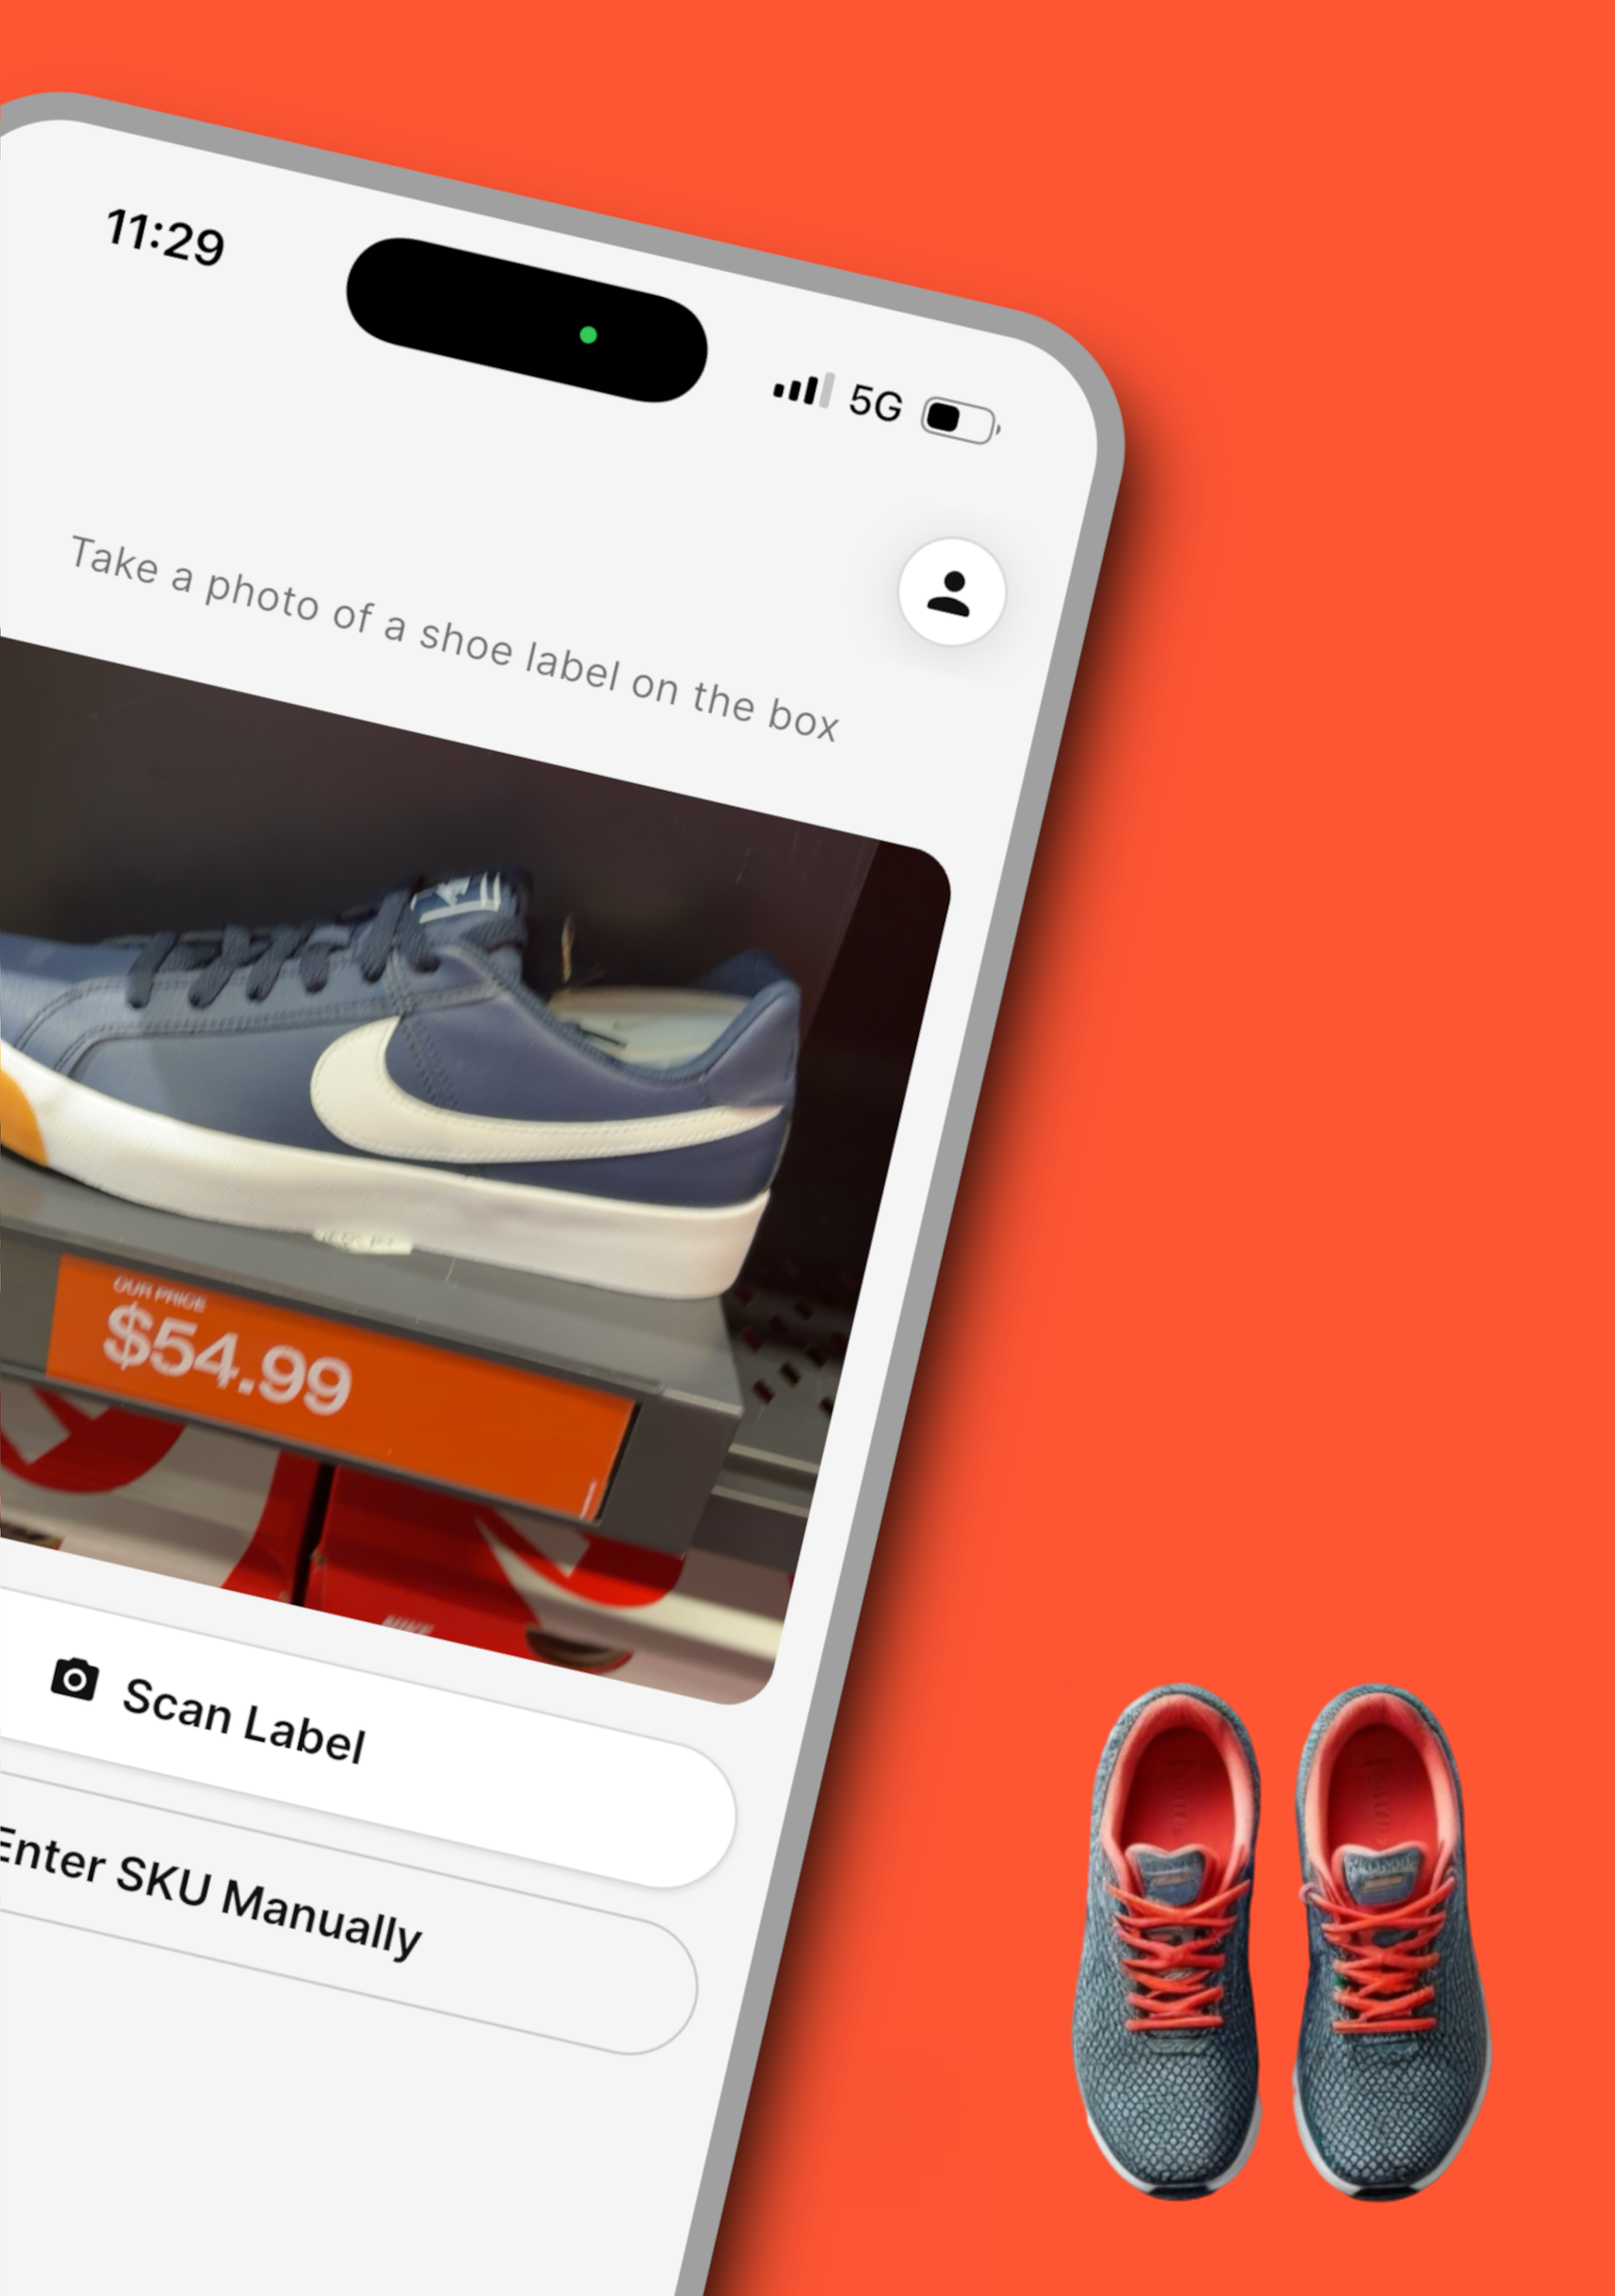 11:29
5G
Take a photo of a shoe label on the box
OUR PRICE
$54.99
NIKE
Scan Label
Enter SKU Manually